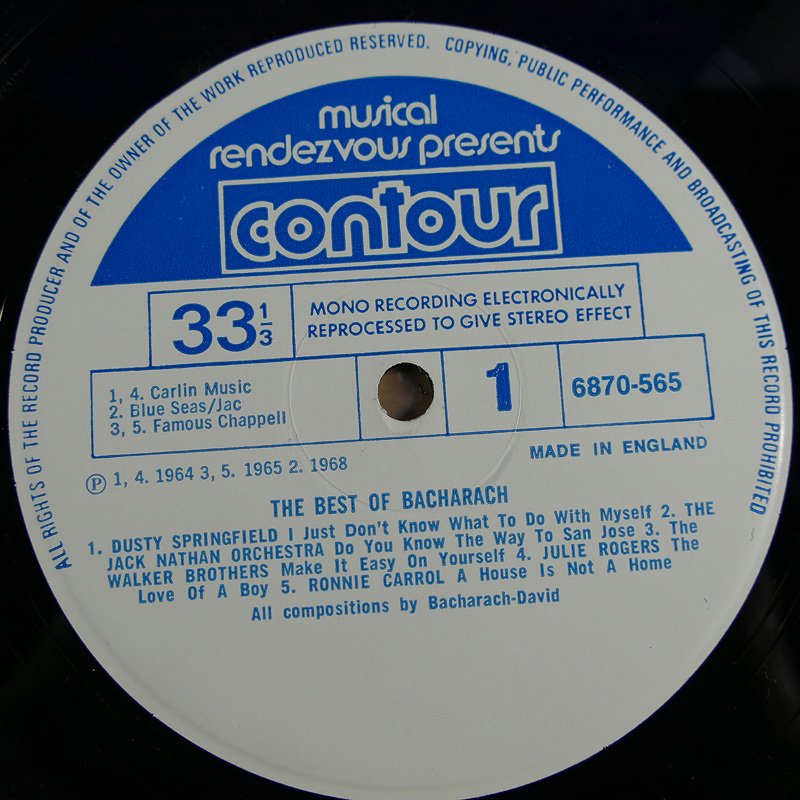 ALL RIGHTS OF THE RECORD PRODUCER AND OF THE OWNER OF THE WORK REPRODUCED RESERVED. COPYING, PUBLIC PERFORMANCE AND BROADCASTING OF THIS RECORD PROHIBITED
musical
rendezvous presents
contour
33 1/3
MONO RECORDING ELECTRONICALLY
REPROCESSED TO GIVE STEREO EFFECT
1, 4. Carlin Music
2. Blue Seas/Jac
3, 5. Famous Chappell
1
6870-565
MADE IN ENGLAND
Ⓟ 1, 4. 1964 3, 5. 1965 2. 1968
THE BEST OF BACHARACH
1. DUSTY SPRINGFIELD I Just Don't Know What To Do With Myself 2. THE
JACK NATHAN ORCHESTRA Do You Know The Way To San Jose 3. The
WALKER BROTHERS Make It Easy On Yourself 4. JULIE ROGERS The
Love Of A Boy 5. RONNIE CARROL A House Is Not A Home
All compositions by Bacharach-David